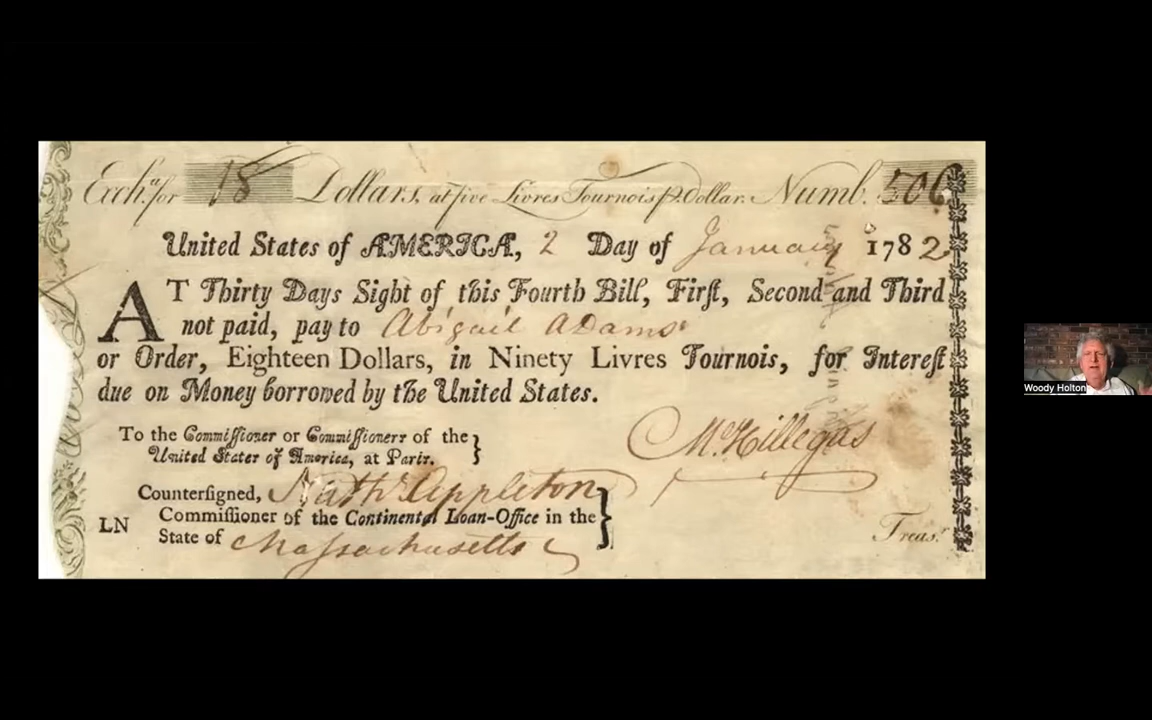 Exchᵃ for 18 Dollars, at five Livres Tournois ⅌ Dollar. Numb. 506
United States of AMERICA, 2 Day of January 1782
AT Thirty Days Sight of this Fourth Bill, Firſt, Second and Third
not paid, pay to Abigail Adams
or Order, Eighteen Dollars, in Ninety Livres Tournois, for Intereſt
due on Money borrowed by the United States.
To the Commiſſioner or Commiſſioners of the
United States of America, at Paris.
M. Hillegas
Counterſigned, Nathˡ Appleton
LN Commiſſioner of the Continental Loan-Office in the
State of Massachusetts
Treasʳ
Woody Holton